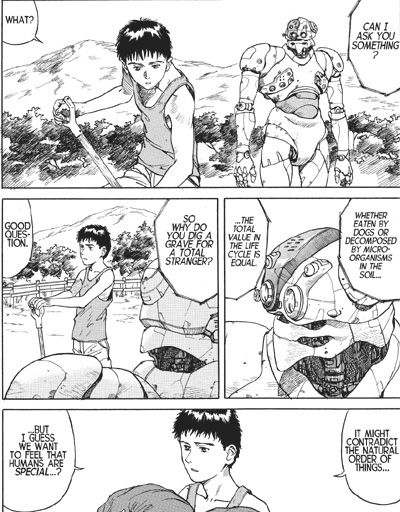 CAN I
ASK YOU
SOMETHING
?
WHAT?
WHETHER
EATEN BY
DOGS OR
DECOMPOSED
BY MICRO-
ORGANISMS
IN THE
SOIL...
...THE
TOTAL
VALUE IN
THE LIFE
CYCLE IS
EQUAL.
SO
WHY DO
YOU DIG A
GRAVE FOR
A TOTAL
STRANGER?
GOOD
QUES-
TION.
IT MIGHT
CONTRADICT
THE NATURAL
ORDER OF
THINGS...
...BUT
I GUESS
WE WANT
TO FEEL THAT
HUMANS ARE
SPECIAL...?